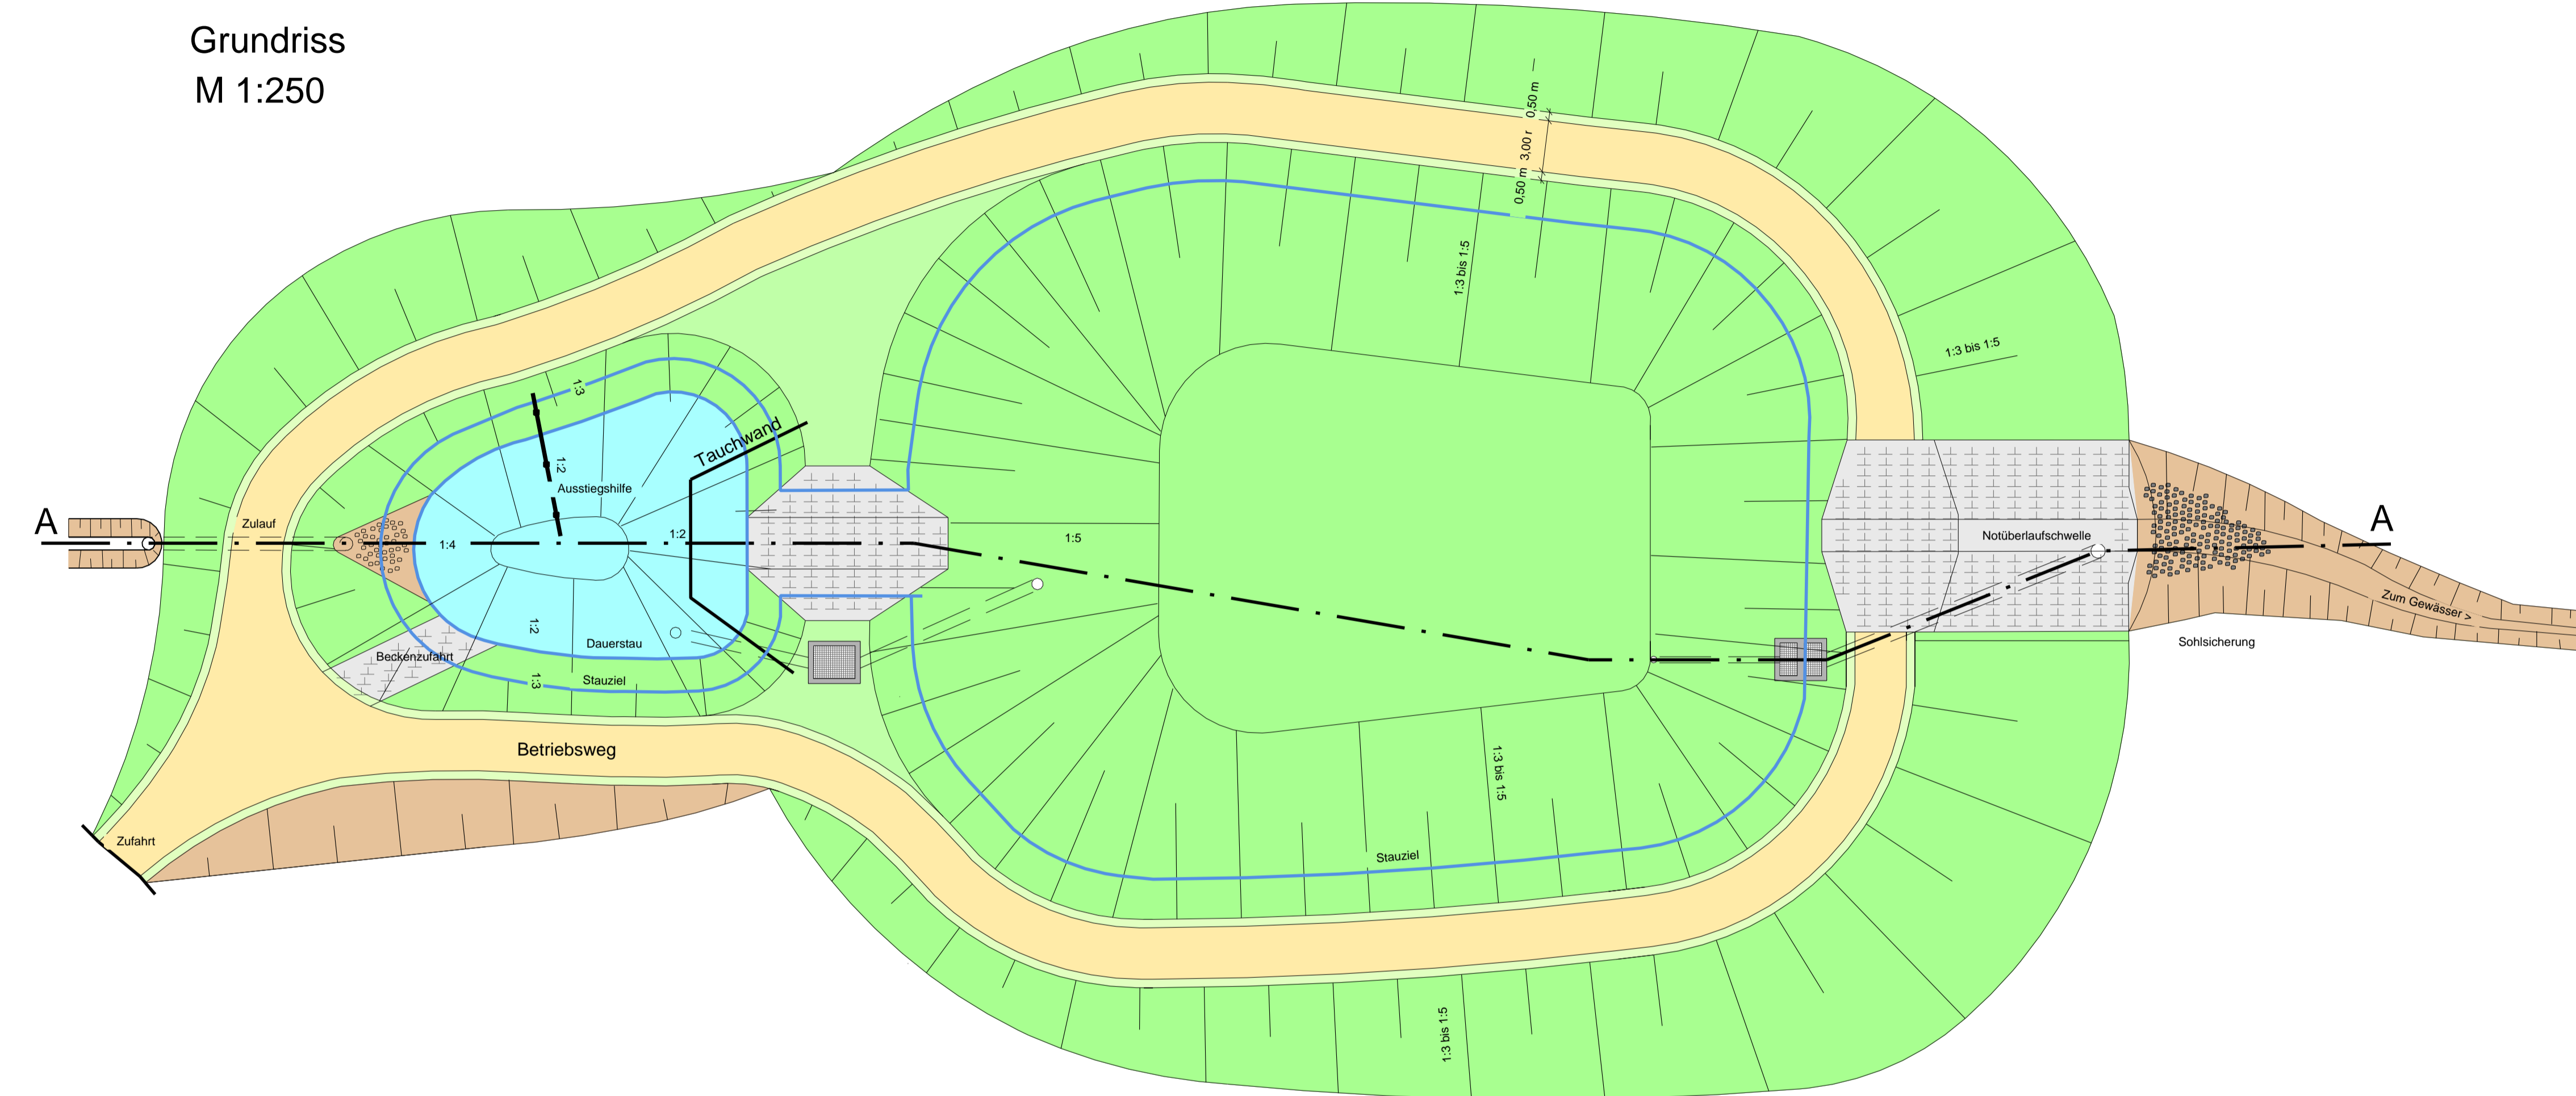 Grundriss
M 1:250
0,50 m
3,00 r
0,50 m
1:3 bis 1:5
1:3 bis 1:5
1:3
Tauchwand
1:2
Ausstiegshilfe
A
Zulauf
1:4
1:2
1:5
Notüberlaufschwelle
A
Zum Gewässer >
Sohlsicherung
1:2
Dauerstau
Beckenzufahrt
1:3
Stauziel
Betriebsweg
1:3 bis 1:5
Zufahrt
Stauziel
1:3 bis 1:5